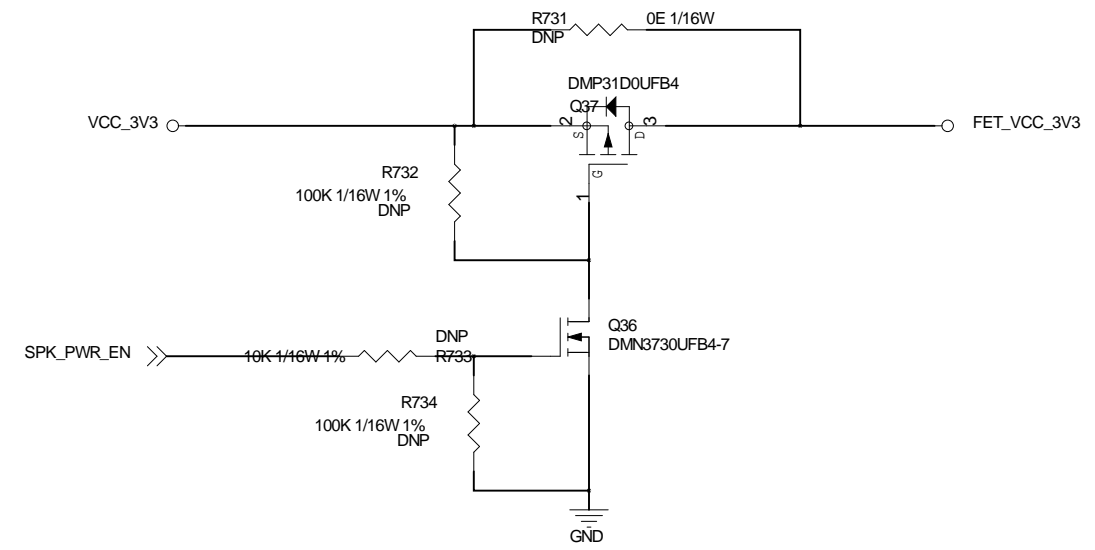 R731
DNP
0E 1/16W
DMP31D0UFB4
Q37
VCC_3V3
2
S
D
3
FET_VCC_3V3
G
1
R732
100K 1/16W 1%
DNP
Q36
DMN3730UFB4-7
SPK_PWR_EN
10K 1/16W 1%
DNP
R733
R734
100K 1/16W 1%
DNP
GND